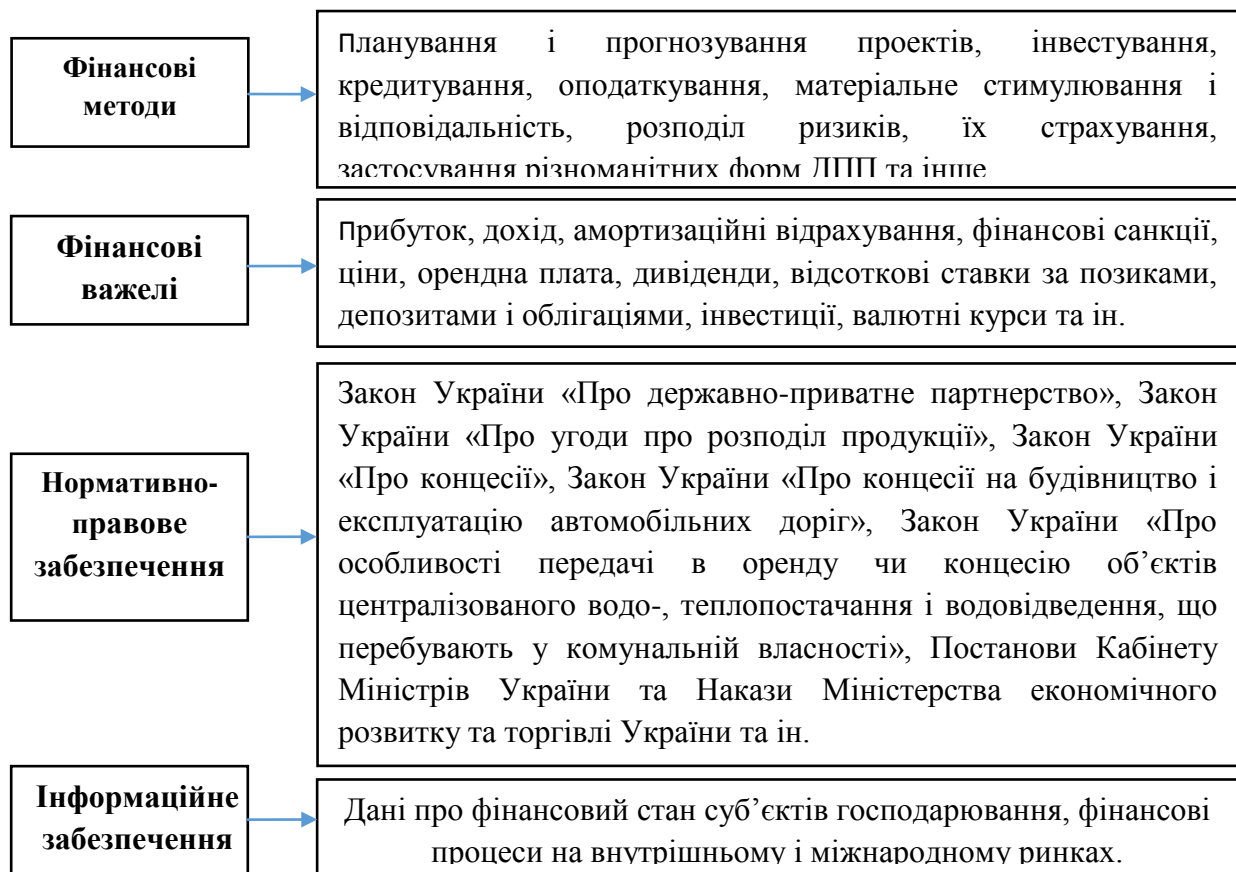 Фінансові
методи
Планування і прогнозування проектів, інвестування,
кредитування, оподаткування, матеріальне стимулювання і
відповідальність, розподіл ризиків, їх страхування,
застосування різноманітних форм ДПП та інше
Фінансові
важелі
Прибуток, дохід, амортизаційні відрахування, фінансові санкції,
ціни, орендна плата, дивіденди, відсоткові ставки за позиками,
депозитами і облігаціями, інвестиції, валютні курси та ін.
Нормативно-
правове
забезпечення
Закон України «Про державно-приватне партнерство», Закон
України «Про угоди про розподіл продукції», Закон України
«Про концесії», Закон України «Про концесії на будівництво і
експлуатацію автомобільних доріг», Закон України «Про
особливості передачі в оренду чи концесію об’єктів
централізованого водо-, теплопостачання і водовідведення, що
перебувають у комунальній власності», Постанови Кабінету
Міністрів України та Накази Міністерства економічного
розвитку та торгівлі України та ін.
Інформаційне
забезпечення
Дані про фінансовий стан суб’єктів господарювання, фінансові
процеси на внутрішньому і міжнародному ринках.